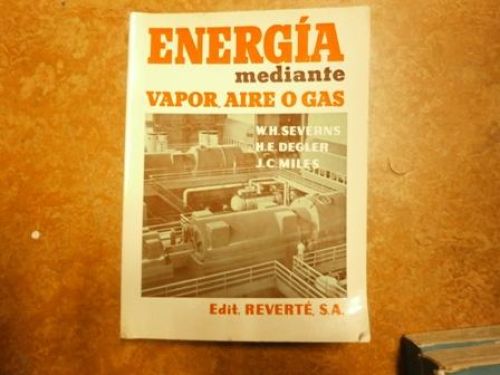 ENERGÍA
mediante
VAPOR, AIRE O GAS
W.H. SEVERNS
H.E. DEGLER
J.C. MILES
Edit. REVERTÉ, S.A.